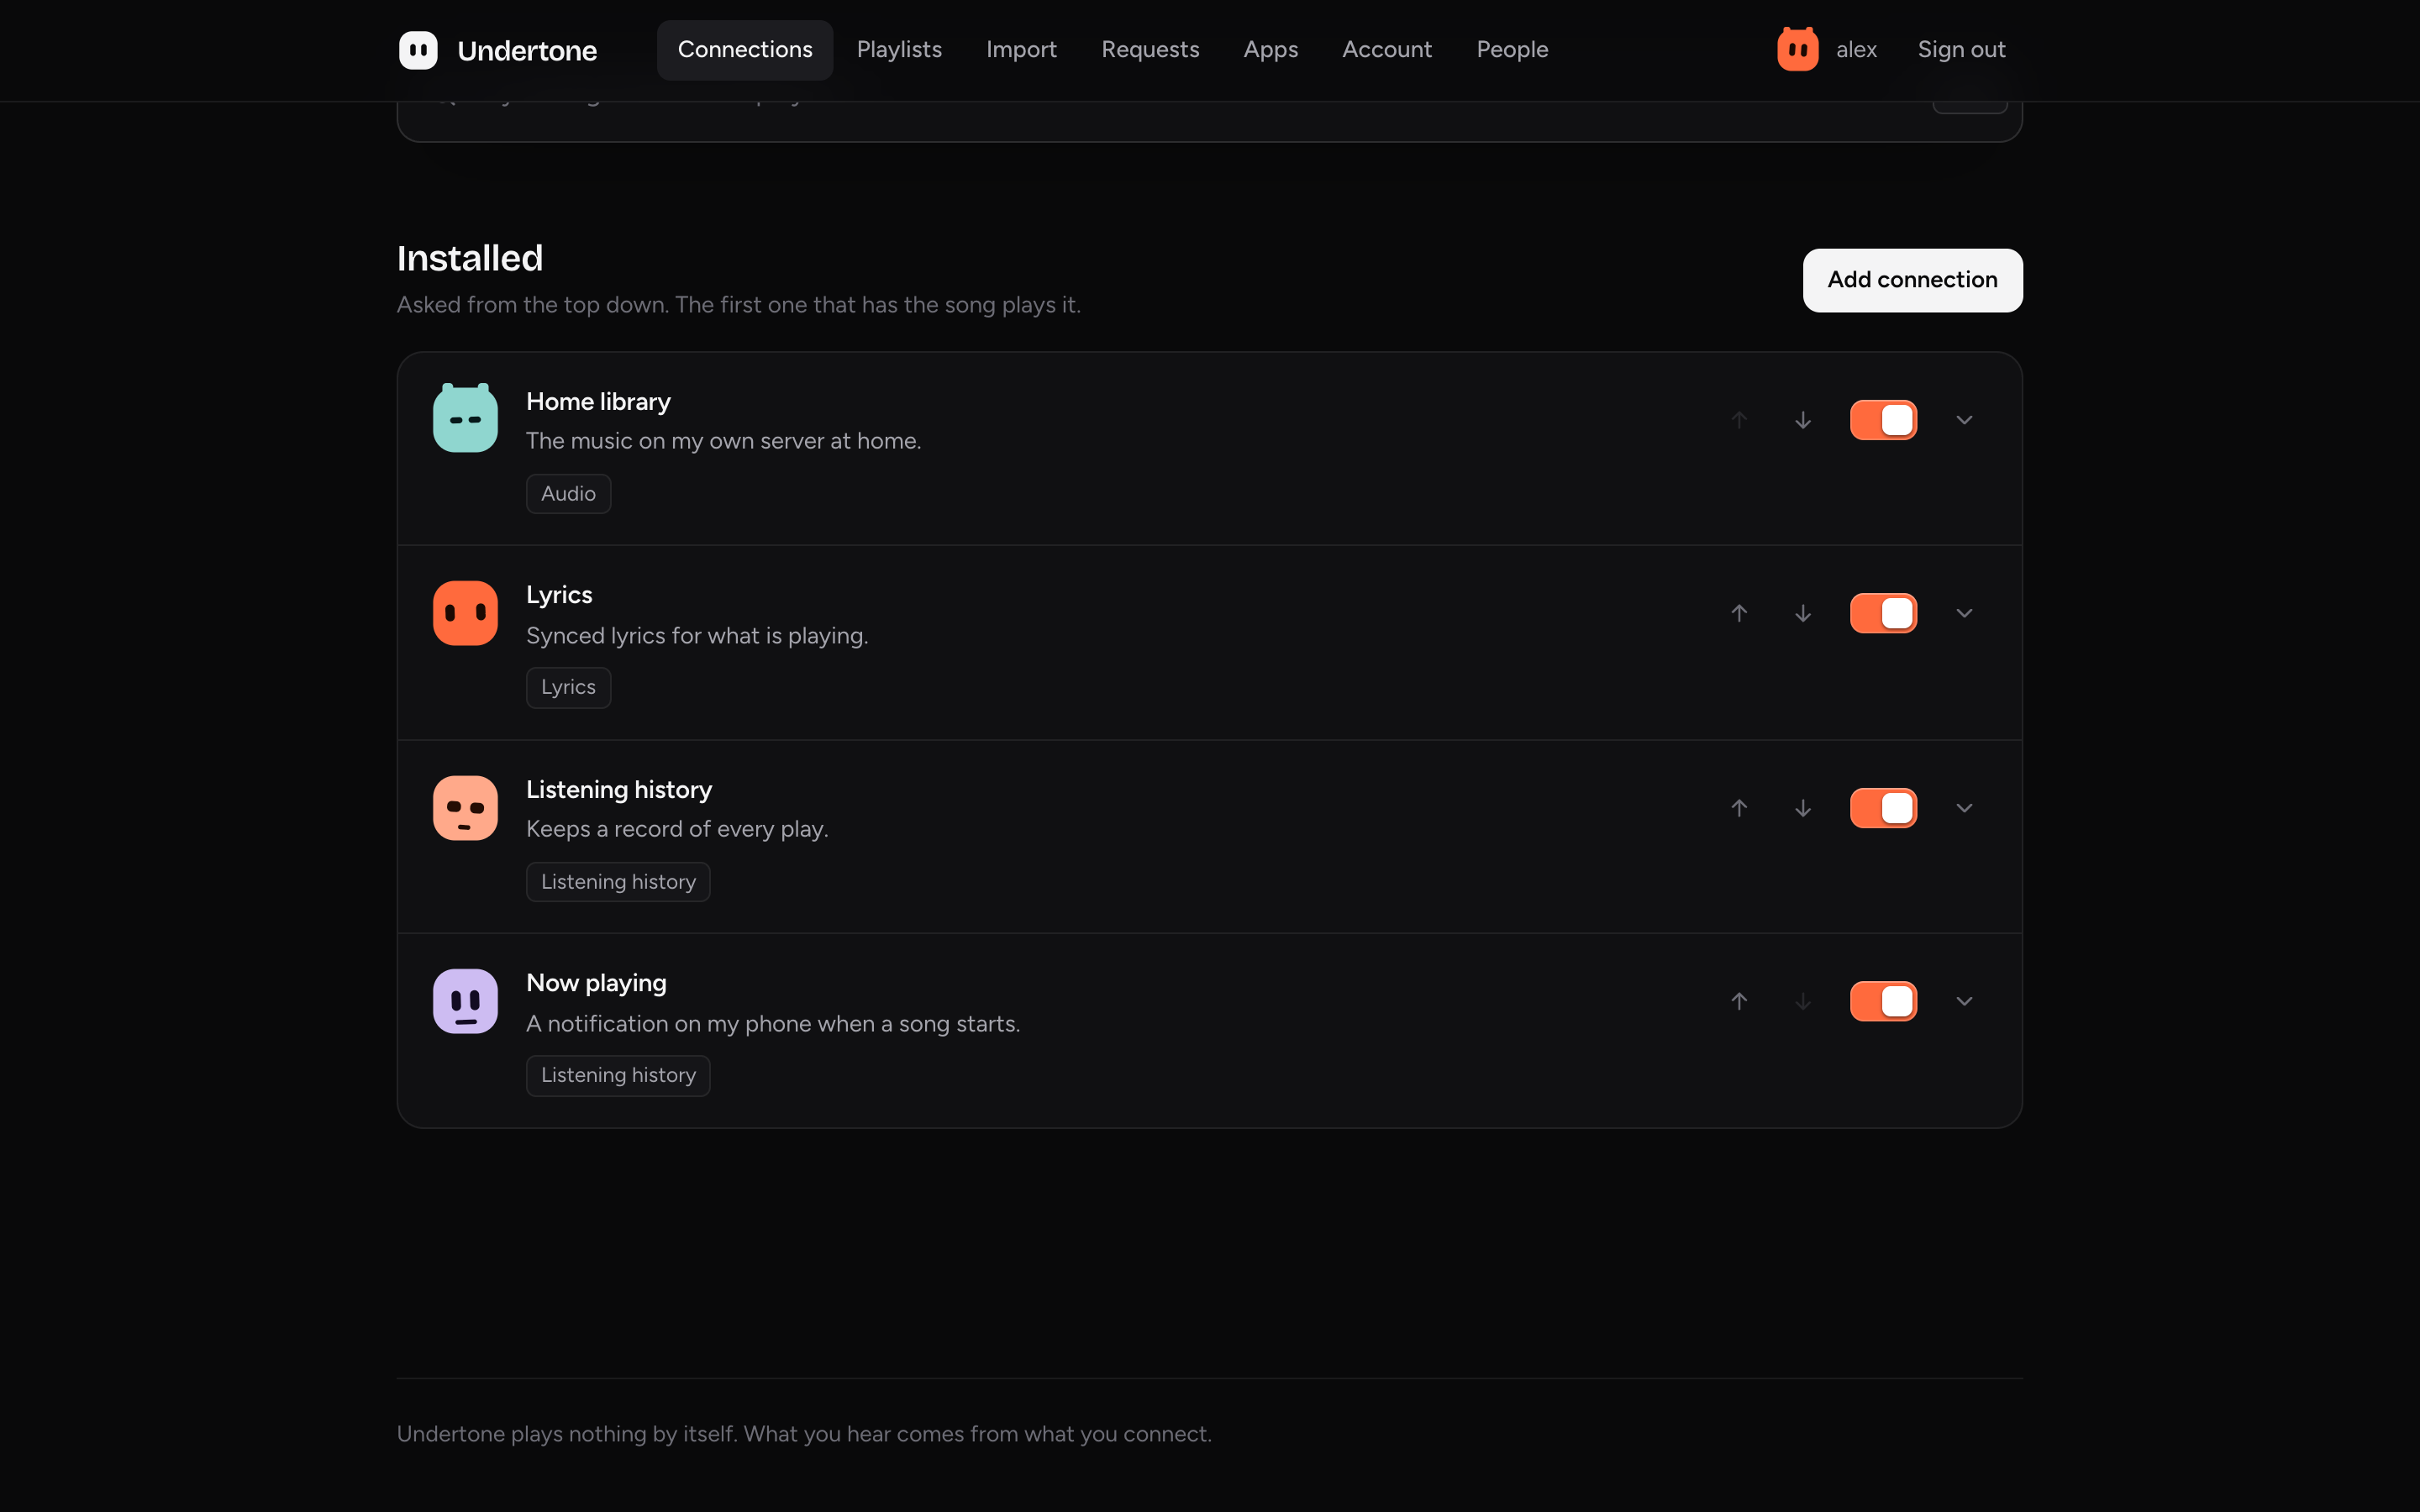 Undertone
Connections
Playlists
Import
Requests
Apps
Account
People
alex
Sign out
Installed
Asked from the top down. The first one that has the song plays it.
Add connection
Home library
The music on my own server at home.
Audio
Lyrics
Synced lyrics for what is playing.
Lyrics
Listening history
Keeps a record of every play.
Listening history
Now playing
A notification on my phone when a song starts.
Listening history
Undertone plays nothing by itself. What you hear comes from what you connect.